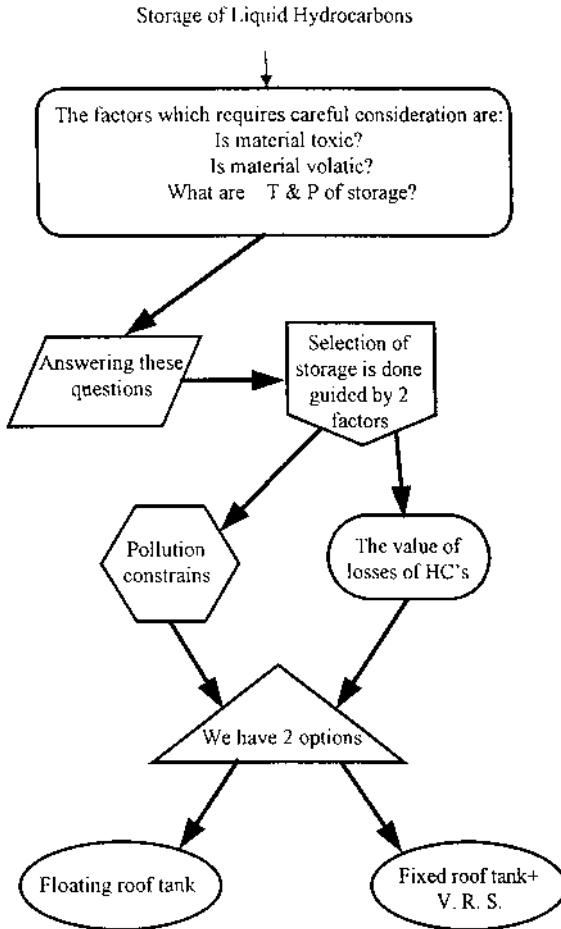 Storage of Liquid Hydrocarbons
The factors which requires careful consideration are:
Is material toxic?
Is material volatic?
What are T & P of storage?
Answering these
questions
Selection of
storage is done
guided by 2
factors
Pollution
constrains
The value of
losses of HC's
We have 2 options
Floating roof tank
Fixed roof tank+
V. R. S.